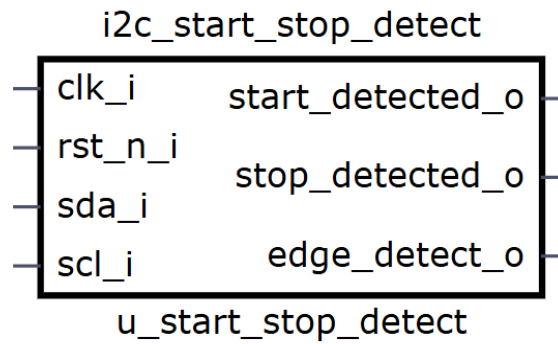 i2c_start_stop_detect
clk_i
start_detected_o
rst_n_i
stop_detected_o
sda_i
scl_i
edge_detect_o
u_start_stop_detect